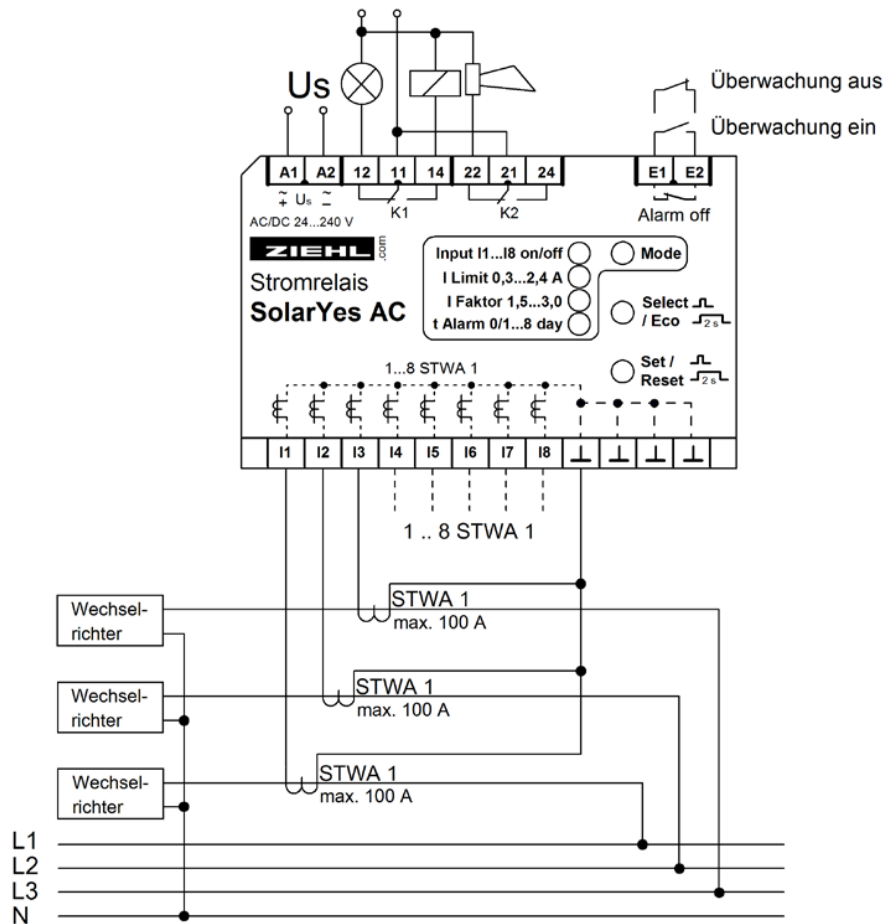 Us
Überwachung aus
Überwachung ein
A1 A2 12 11 14 22 21 24 E1 E2
~ ~
+ Us −
K1
K2
Alarm off
AC/DC 24...240 V
ZIEHL.com
Input I1...I8 on/off
Mode
Stromrelais
I Limit 0,3...2,4 A
SolarYes AC
I Faktor 1,5...3,0
Select
/ Eco
2 s
t Alarm 0/1...8 day
Set /
Reset
2 s
1...8 STWA 1
I1 I2 I3 I4 I5 I6 I7 I8
1 .. 8 STWA 1
Wechsel-
richter
STWA 1
max. 100 A
Wechsel-
richter
STWA 1
max. 100 A
Wechsel-
richter
STWA 1
max. 100 A
L1
L2
L3
N